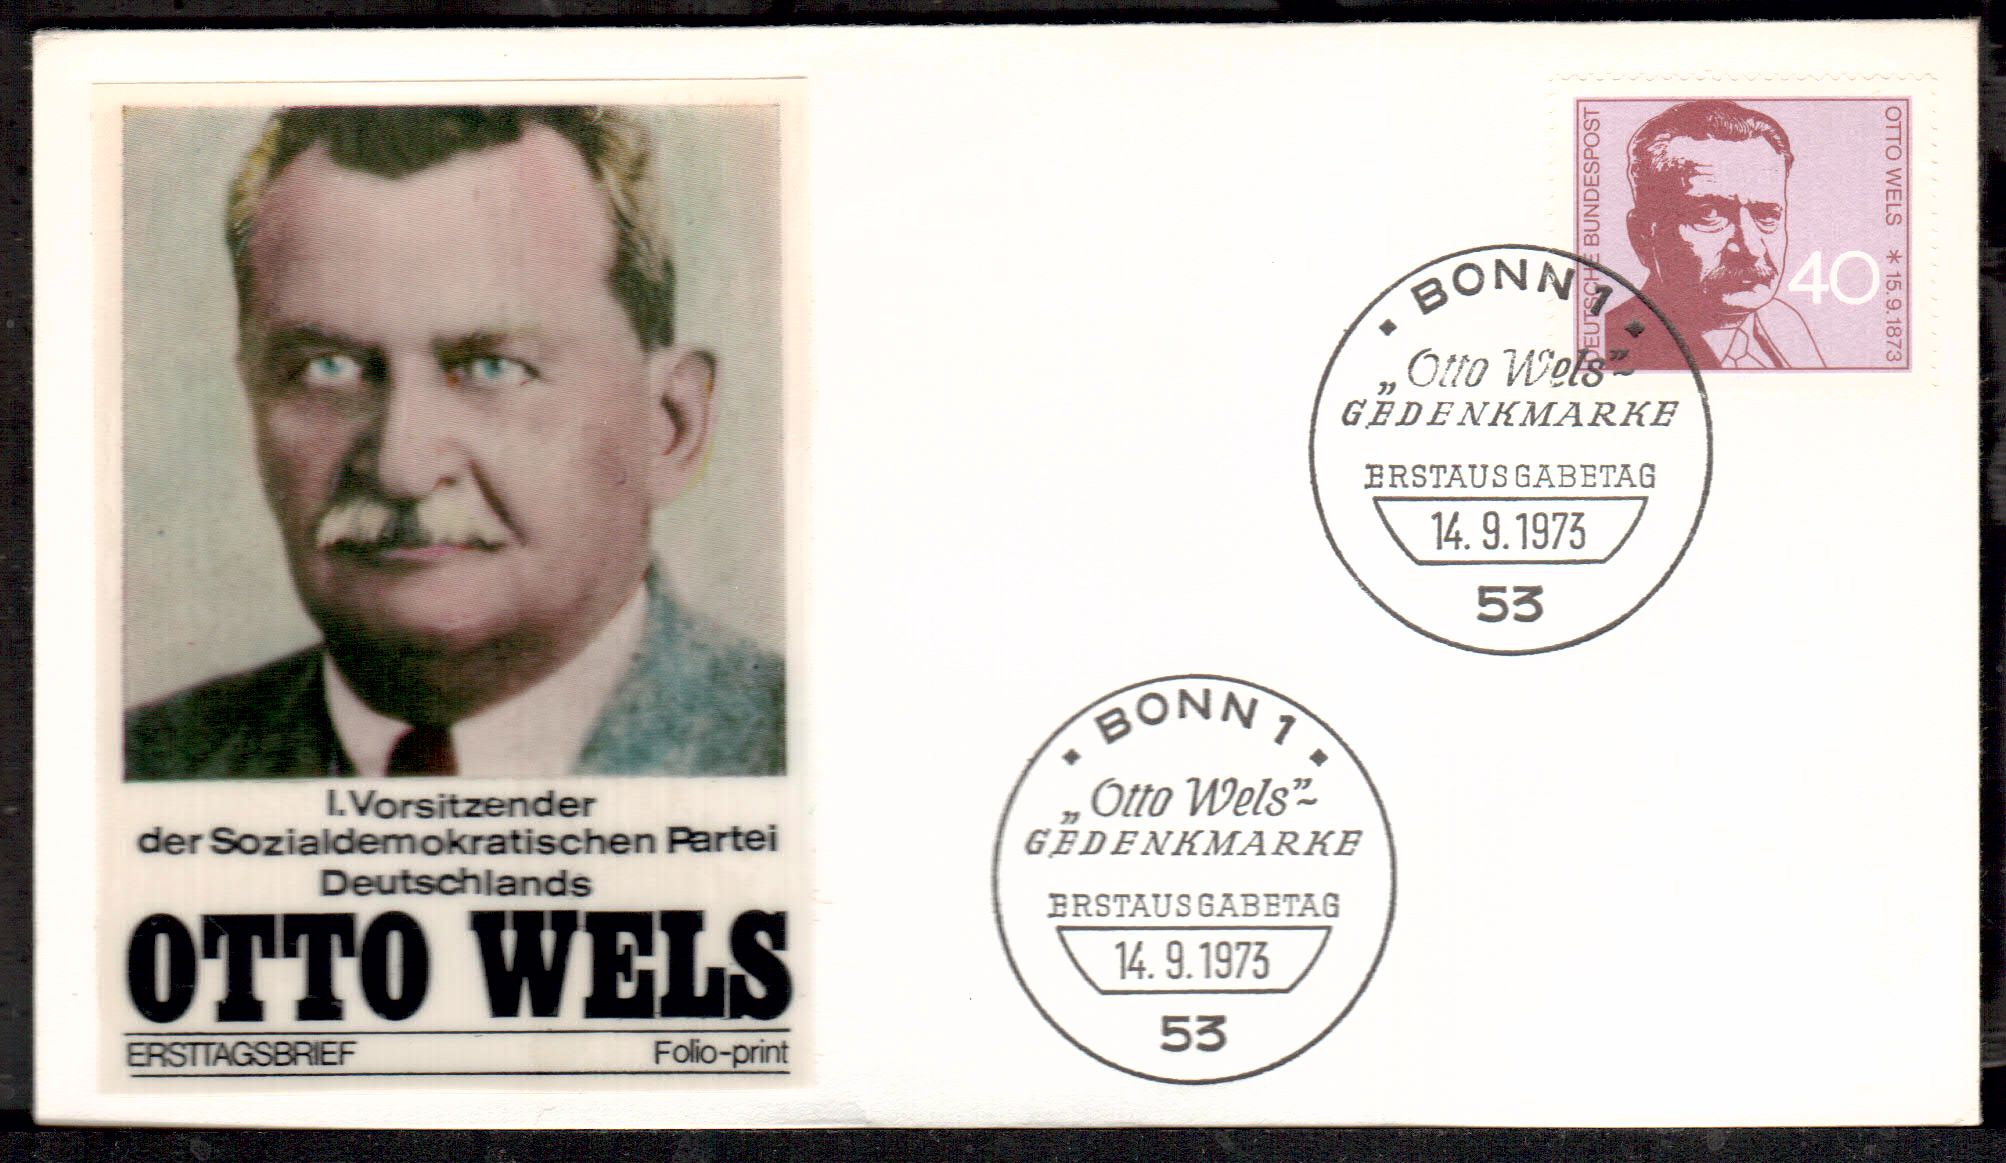 I. Vorsitzender
der Sozialdemokratischen Partei
Deutschlands
OTTO WELS
ERSTTAGSBRIEF Folio-print
DEUTSCHE BUNDESPOST
OTTO WELS * 15.9.1873
40
BONN 1
„Otto Wels”~
GEDENKMARKE
ERSTAUSGABETAG
14.9.1973
53
BONN 1
„Otto Wels”~
GEDENKMARKE
ERSTAUSGABETAG
14.9.1973
53